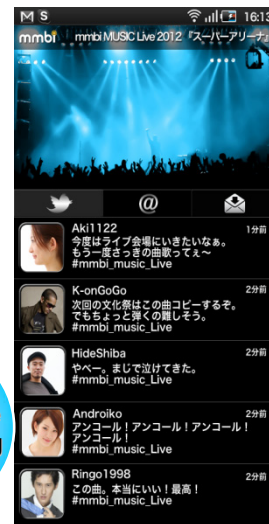 M S 16:13
mmbi mmbi MUSIC Live 2012 『スーパーアリーナ』
@
Aki1122 1分前
今度はライブ会場にいきたいなぁ。
もう一度さっきの曲歌ってぇ～
#mmbi_music_Live
K-onGoGo 2分前
次回の文化祭はこの曲コピーするぞ。
でもちょっと弾くの難しそう。
#mmbi_music_Live
HideShiba 2分前
やべー。まじで泣けてきた。
#mmbi_music_Live
Androiko 2分前
アンコール！アンコール！アンコール！
アンコール！
#mmbi_music_Live
Ringo1998 2分前
この曲。本当にいい！最高！
#mmbi_music_Live